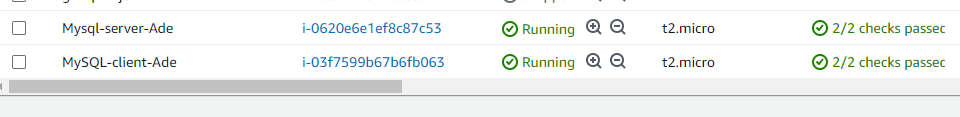 Mysql-server-Ade i-0620e6e1ef8c87c53 Running t2.micro 2/2 checks passec
MySQL-client-Ade i-03f7599b67b6fb063 Running t2.micro 2/2 checks passec